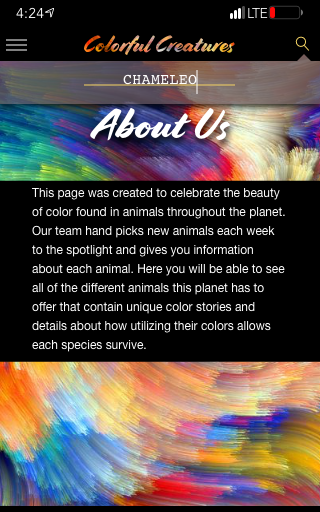 4:24 LTE
Colorful Creatures
CHAMELEO
About Us
This page was created to celebrate the beauty
of color found in animals throughout the planet.
Our team hand picks new animals each week
to the spotlight and gives you information
about each animal. Here you will be able to see
all of the different animals this planet has to
offer that contain unique color stories and
details about how utilizing their colors allows
each species survive.